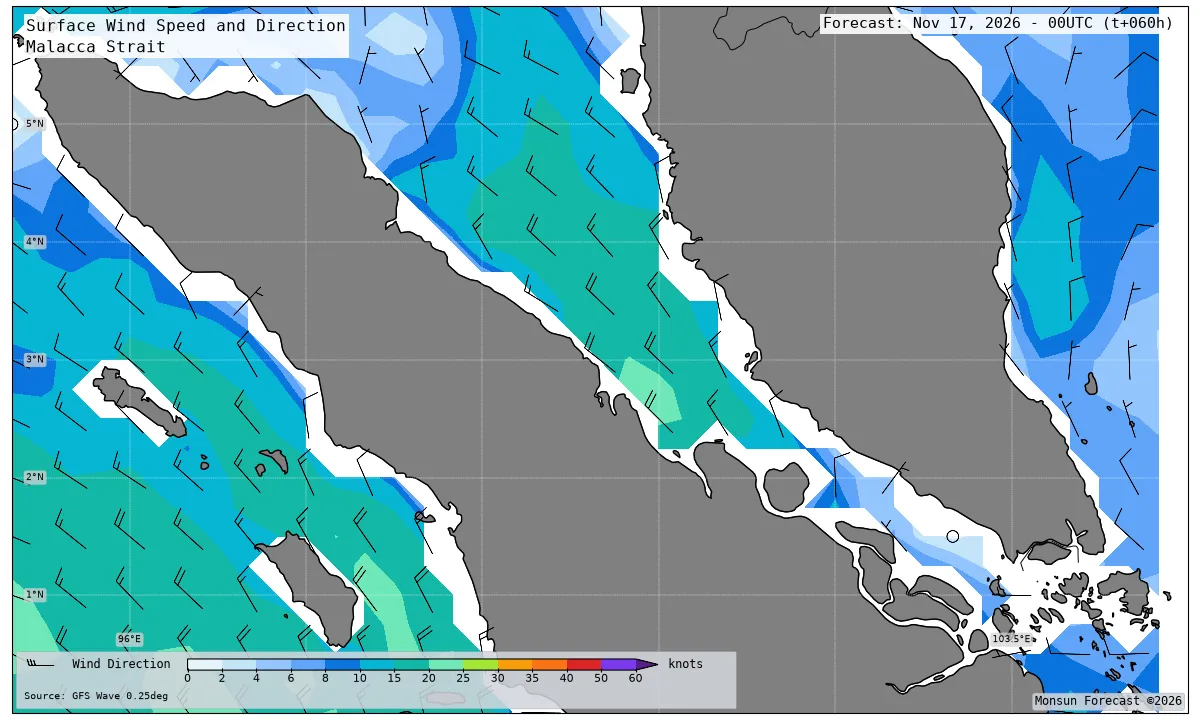 Surface Wind Speed and Direction
Malacca Strait
Forecast: Nov 17, 2026 - 00UTC (t+060h)
5°N
4°N
3°N
2°N
1°N
96°E
103.5°E
Wind Direction
0 2 4 6 8 10 15 20 25 30 35 40 50 60
knots
Source: GFS Wave 0.25deg
Monsun Forecast ©2026